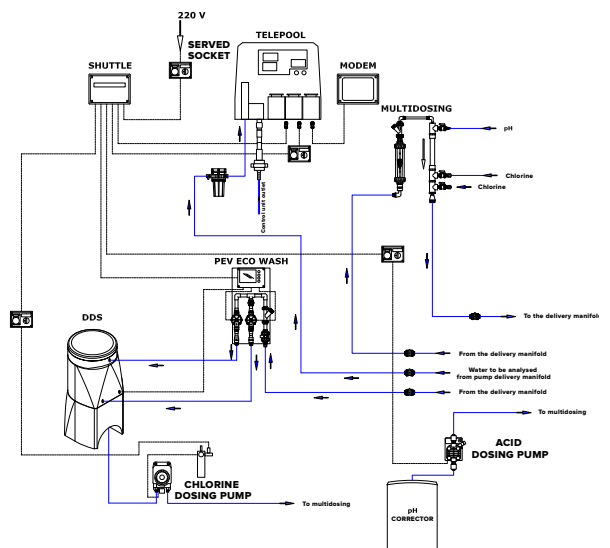 220 V
SERVED
SOCKET
TELEPOOL
SHUTTLE
MODEM
MULTIDOSING
pH
Chlorine
Chlorine
Control unit outlet
PEV ECO WASH
To the delivery manifold
DDS
From the delivery manifold
Water to be analysed
from pump delivery manifold
From the delivery manifold
To multidosing
ACID
DOSING PUMP
CHLORINE
DOSING PUMP
To multidosing
pH
CORRECTOR